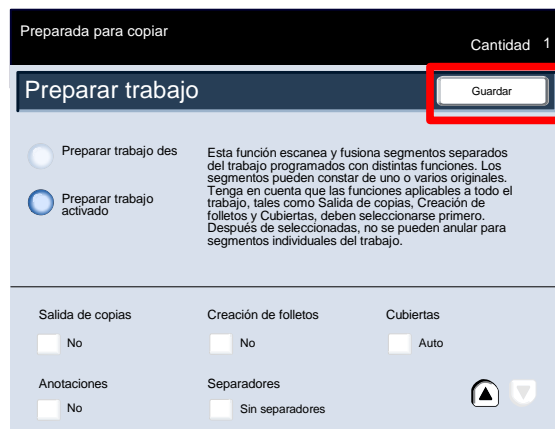 Preparada para copiar
Cantidad 1
Preparar trabajo
Guardar
Preparar trabajo des
Preparar trabajo
activado
Esta función escanea y fusiona segmentos separados
del trabajo programados con distintas funciones. Los
segmentos pueden constar de uno o varios originales.
Tenga en cuenta que las funciones aplicables a todo el
trabajo, tales como Salida de copias, Creación de
folletos y Cubiertas, deben seleccionarse primero.
Después de seleccionadas, no se pueden anular para
segmentos individuales del trabajo.
Salida de copias
Creación de folletos
Cubiertas
No
No
Auto
Anotaciones
Separadores
No
Sin separadores